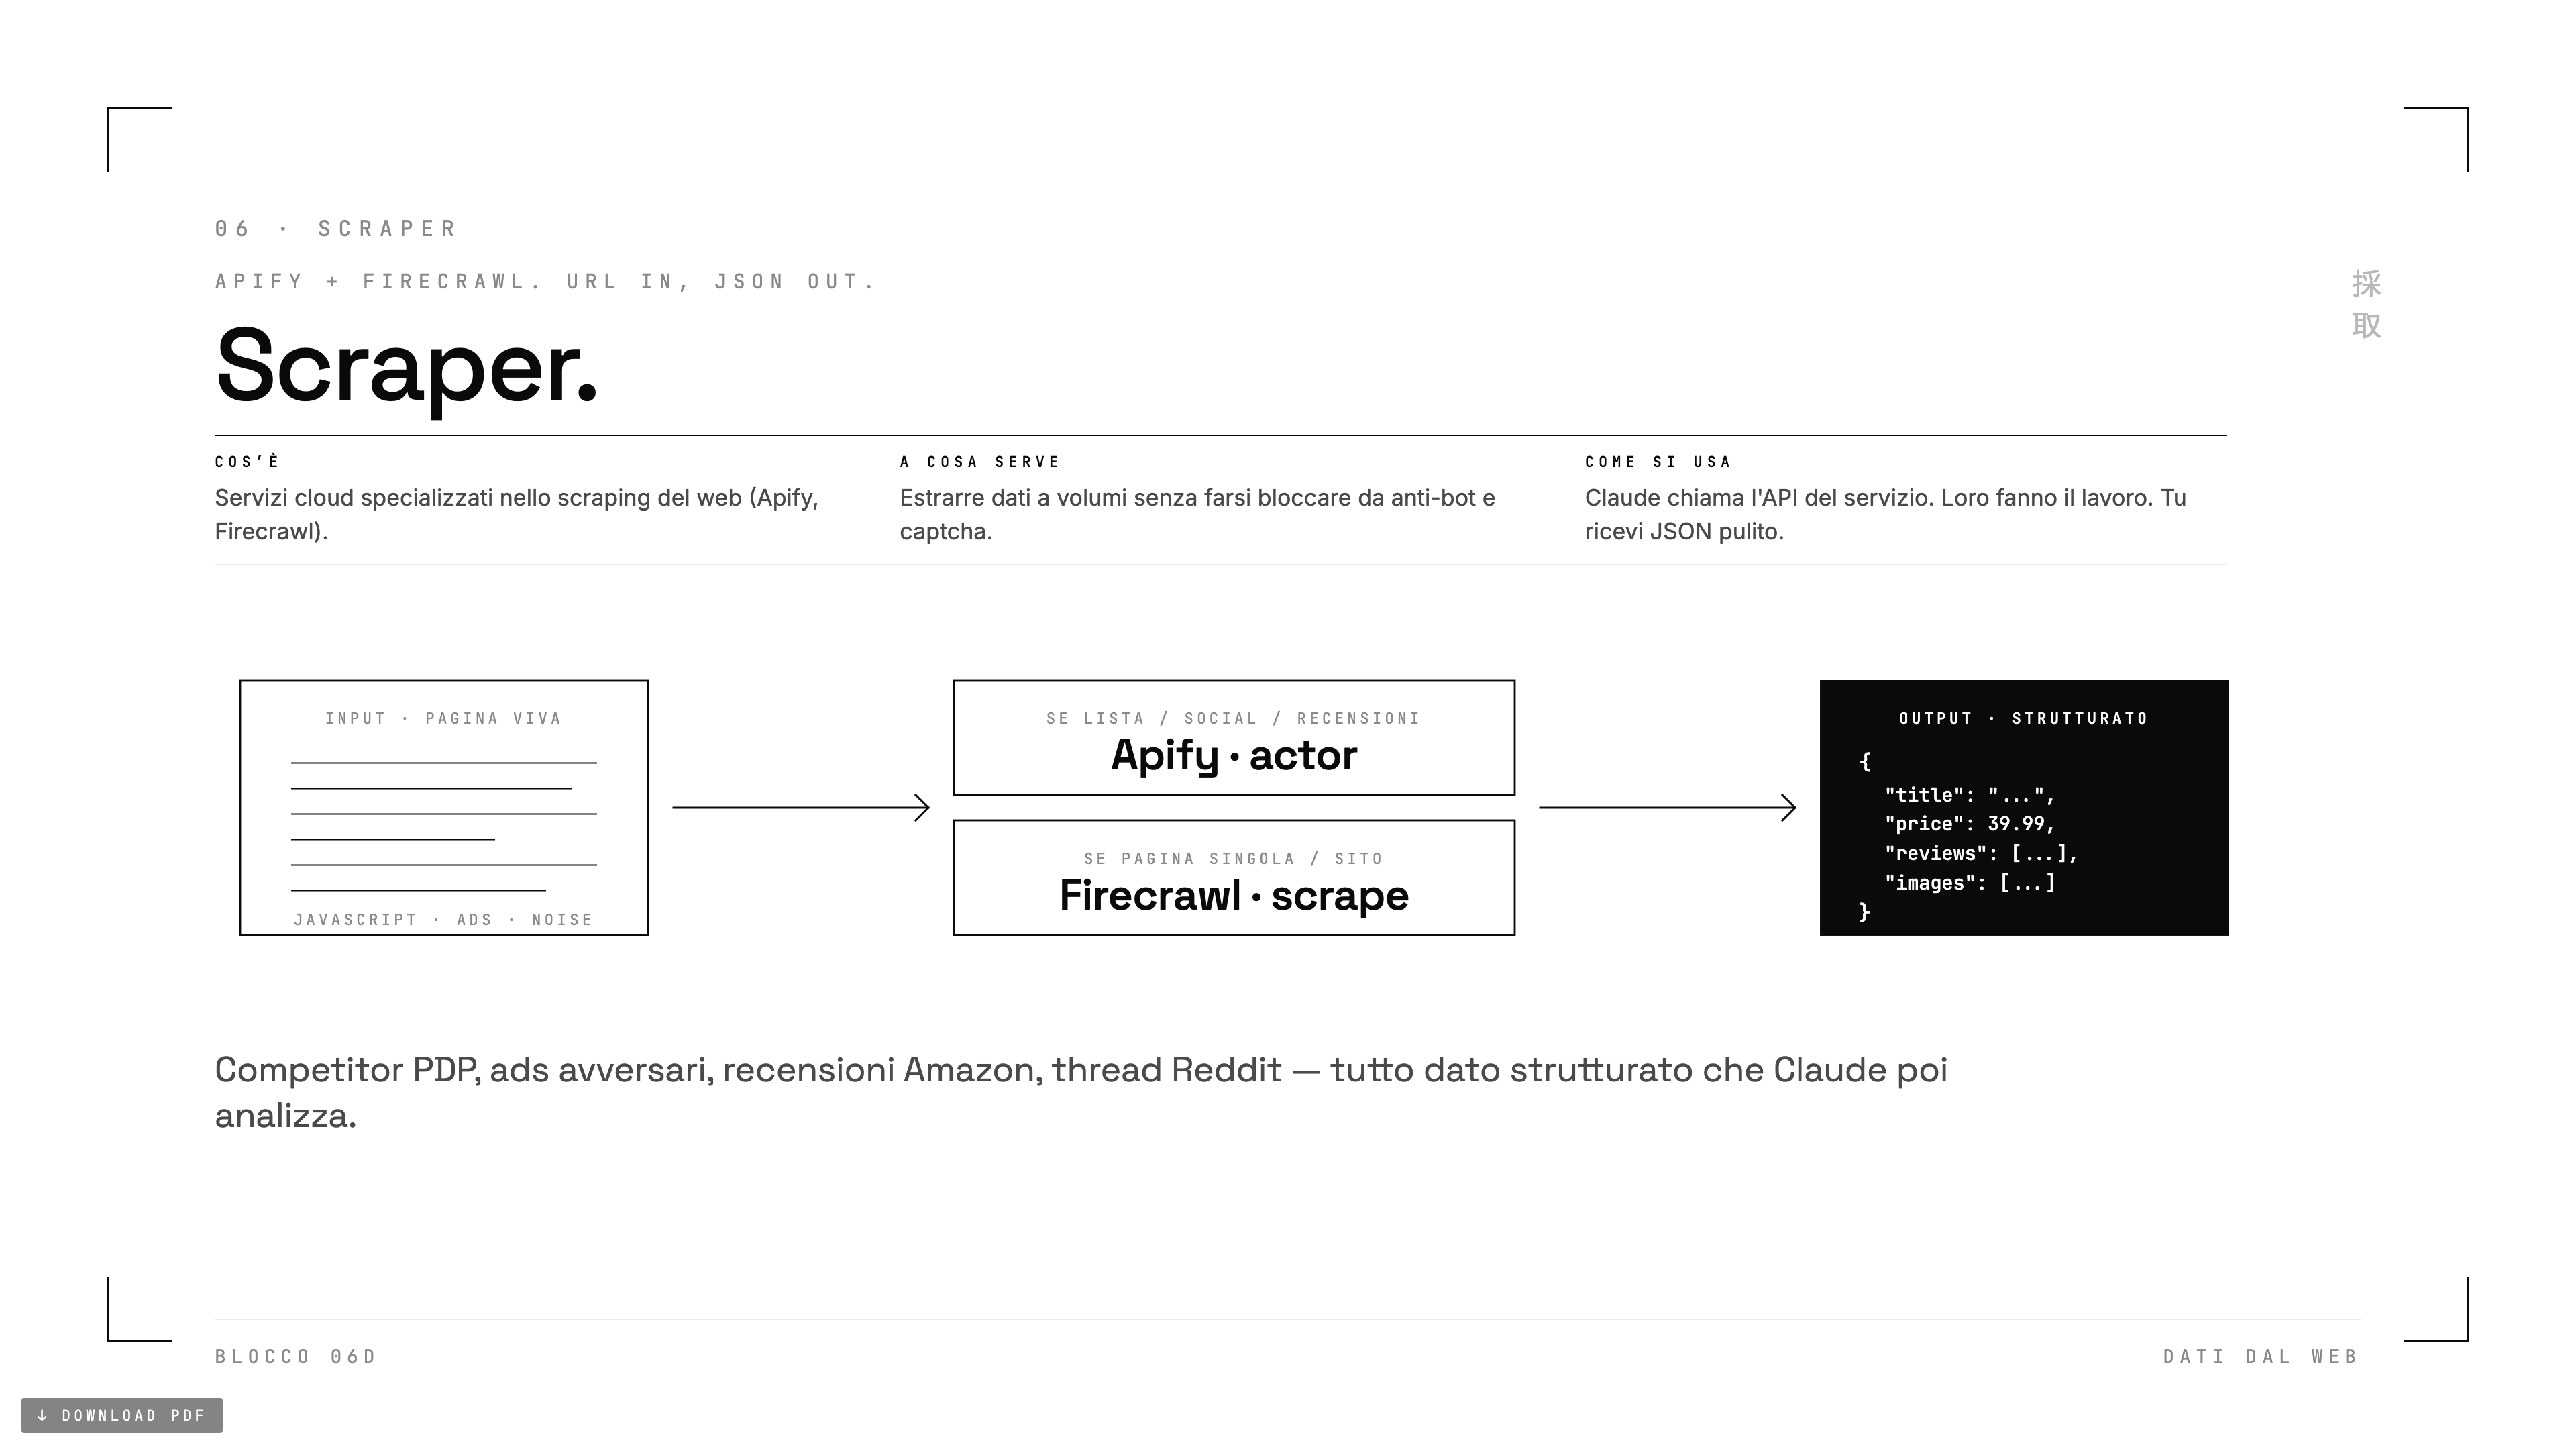 06 · SCRAPER
APIFY + FIRECRAWL. URL IN, JSON OUT.
採
取
Scraper.
COS’È
Servizi cloud specializzati nello scraping del web (Apify,
Firecrawl).
A COSA SERVE
Estrarre dati a volumi senza farsi bloccare da anti-bot e
captcha.
COME SI USA
Claude chiama l'API del servizio. Loro fanno il lavoro. Tu
ricevi JSON pulito.
INPUT · PAGINA VIVA
JAVASCRIPT · ADS · NOISE
SE LISTA / SOCIAL / RECENSIONI
Apify · actor
SE PAGINA SINGOLA / SITO
Firecrawl · scrape
OUTPUT · STRUTTURATO
{
"title": "...",
"price": 39.99,
"reviews": [...],
"images": [...]
}
Competitor PDP, ads avversari, recensioni Amazon, thread Reddit — tutto dato strutturato che Claude poi
analizza.
BLOCCO 06D
DATI DAL WEB
↓ DOWNLOAD PDF